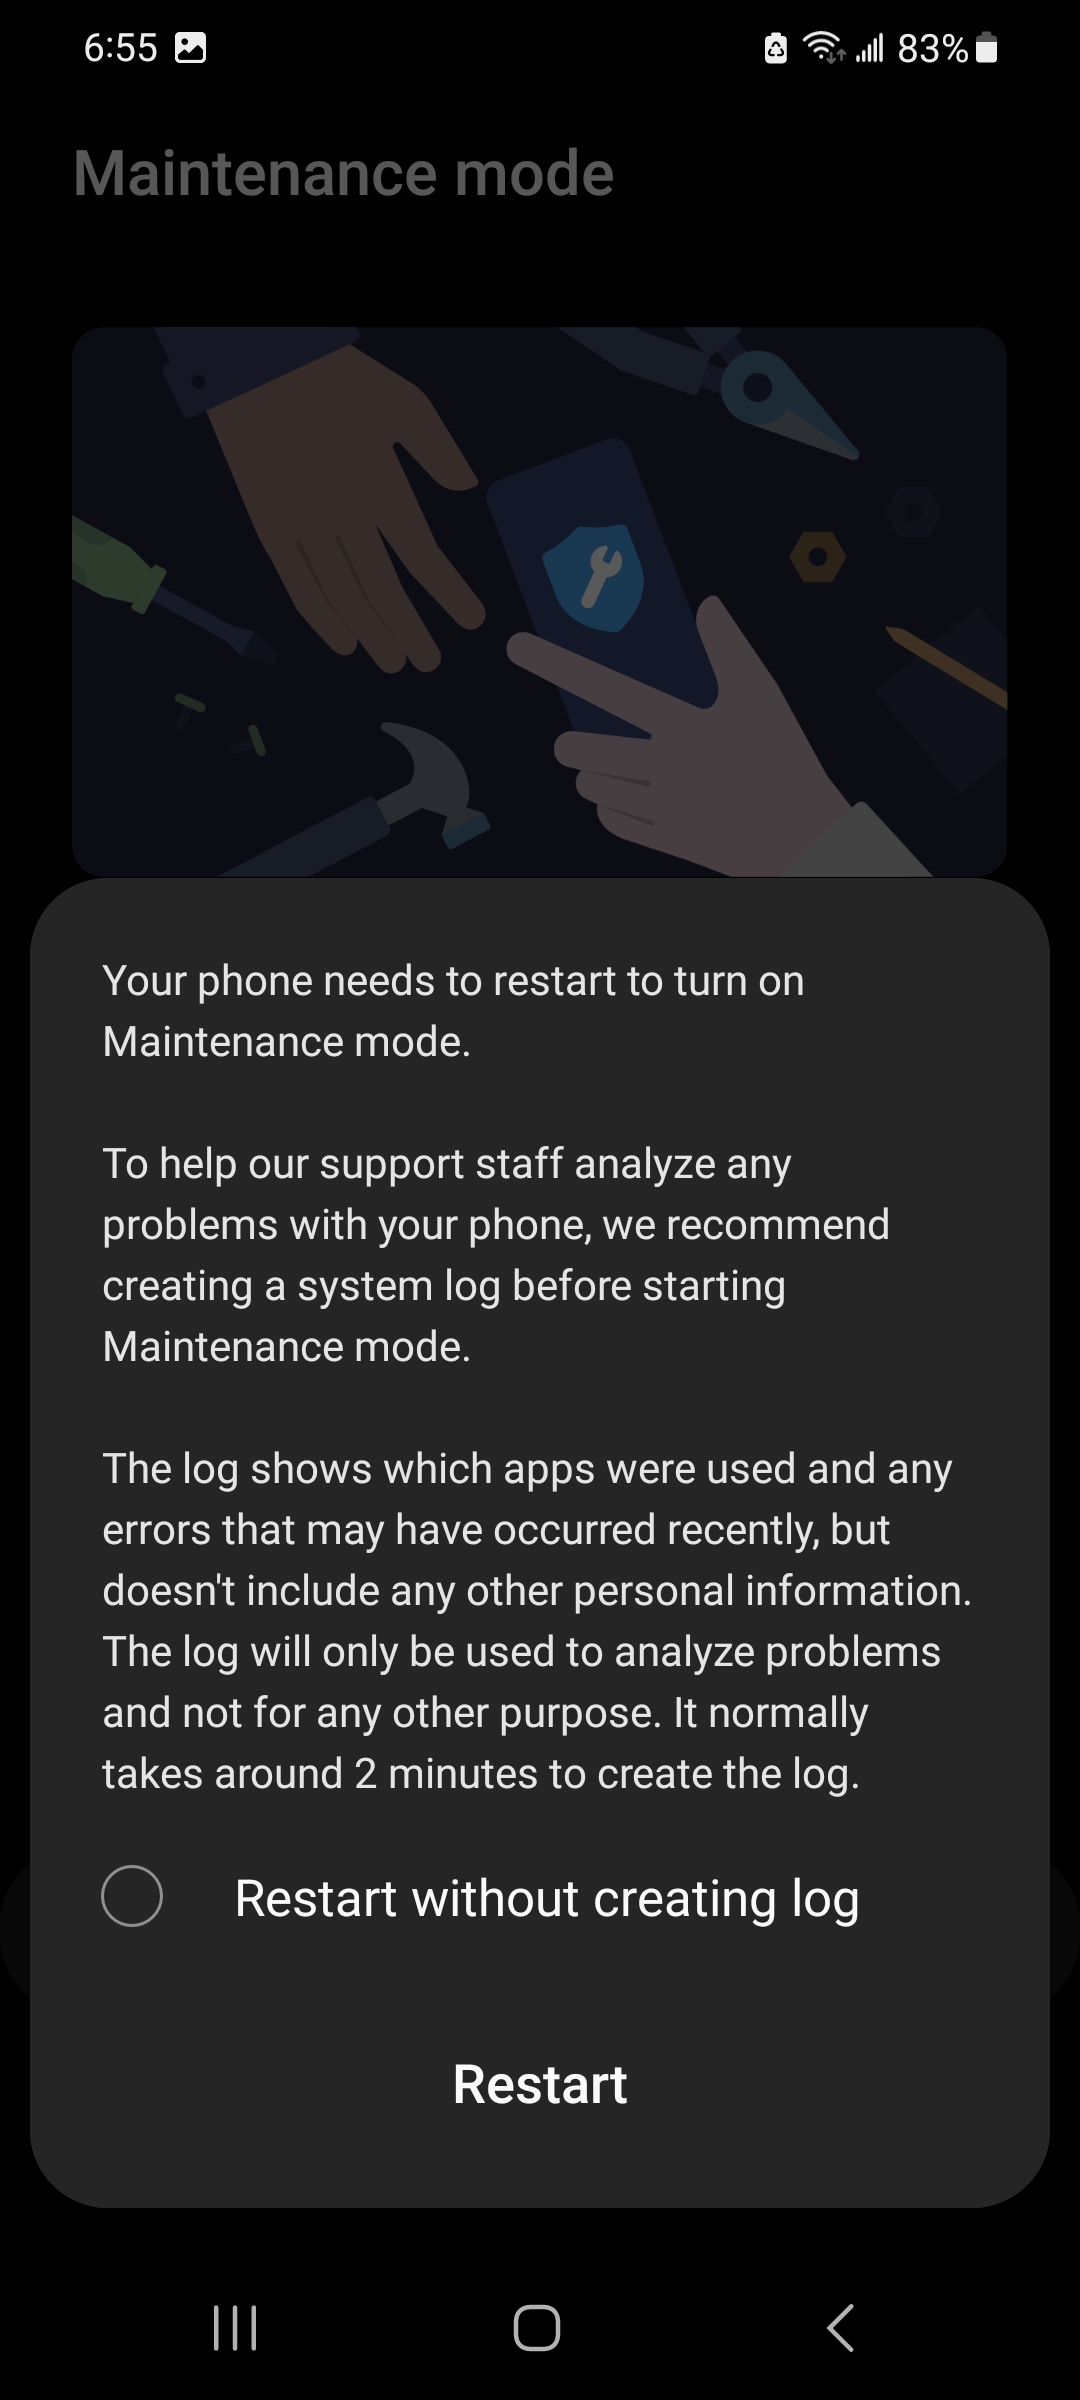 6:55 83%
Maintenance mode
Your phone needs to restart to turn on
Maintenance mode.
To help our support staff analyze any
problems with your phone, we recommend
creating a system log before starting
Maintenance mode.
The log shows which apps were used and any
errors that may have occurred recently, but
doesn't include any other personal information.
The log will only be used to analyze problems
and not for any other purpose. It normally
takes around 2 minutes to create the log.
Restart without creating log
Restart